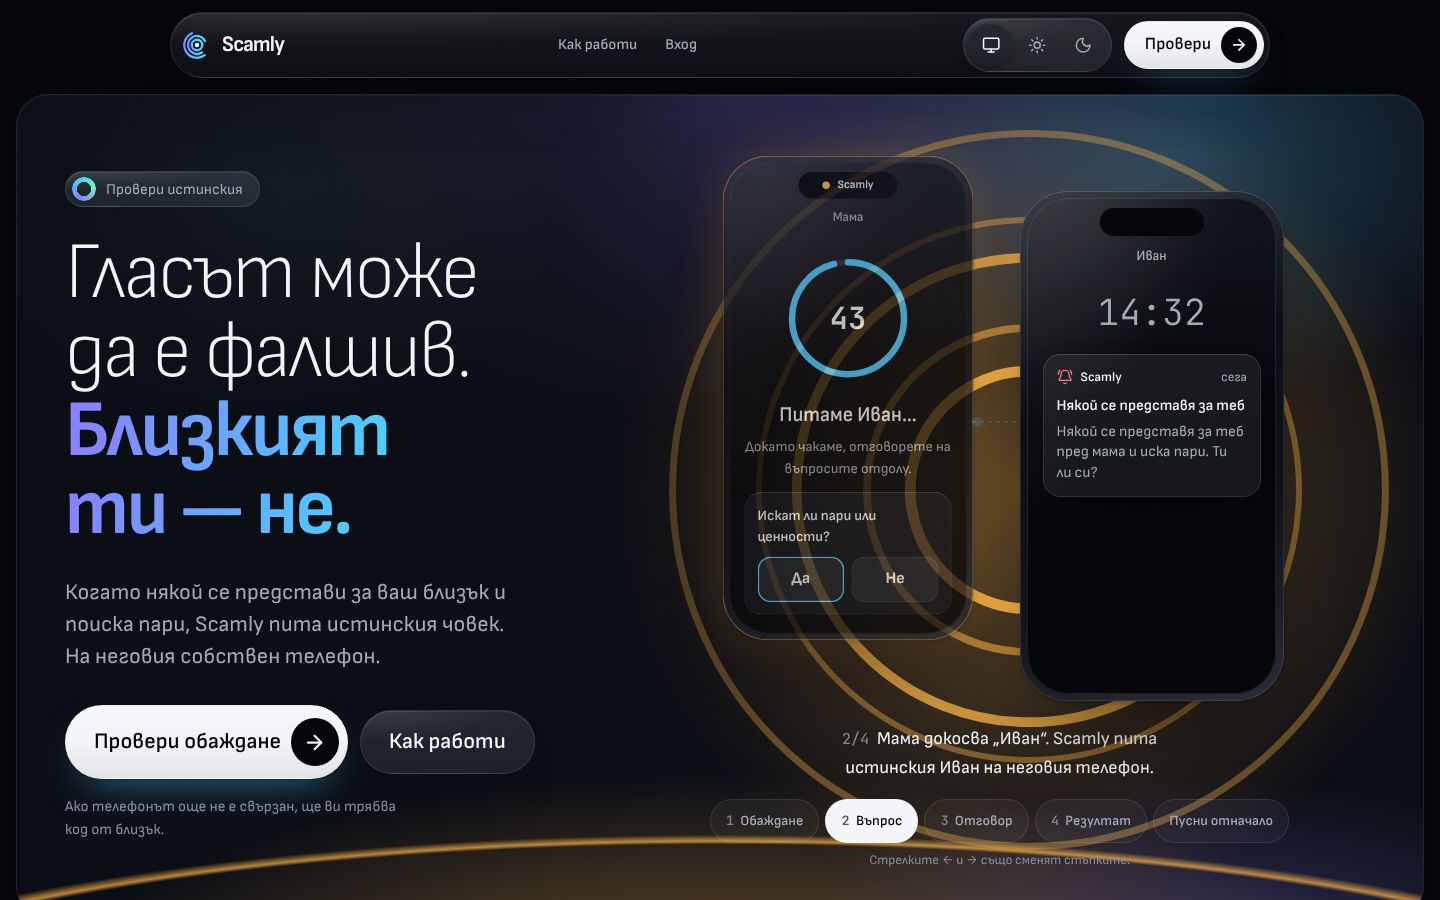 Scamly
Как работи
Вход
Провери
Провери истинския
Гласът може
да е фалшив.
Близкият
ти — не.
Когато някой се представи за ваш близък и
поиска пари, Scamly пита истинския човек.
На неговия собствен телефон.
Провери обаждане
Как работи
Ако телефонът още не е свързан, ще ви трябва
код от близък.
Scamly
Мама
43
Питаме Иван...
Докато чакаме, отговорете на
въпросите отдолу.
Искат ли пари или
ценности?
Да
Не
Иван
14:32
Scamly
сега
Някой се представя за теб
Някой се представя за теб
пред мама и иска пари. Ти
ли си?
2/4 Мама докосва „Иван“. Scamly пита
истинския Иван на неговия телефон.
1 Обаждане
2 Въпрос
3 Отговор
4 Резултат
Пусни отначало
Стрелките ← и → също сменят стъпките.